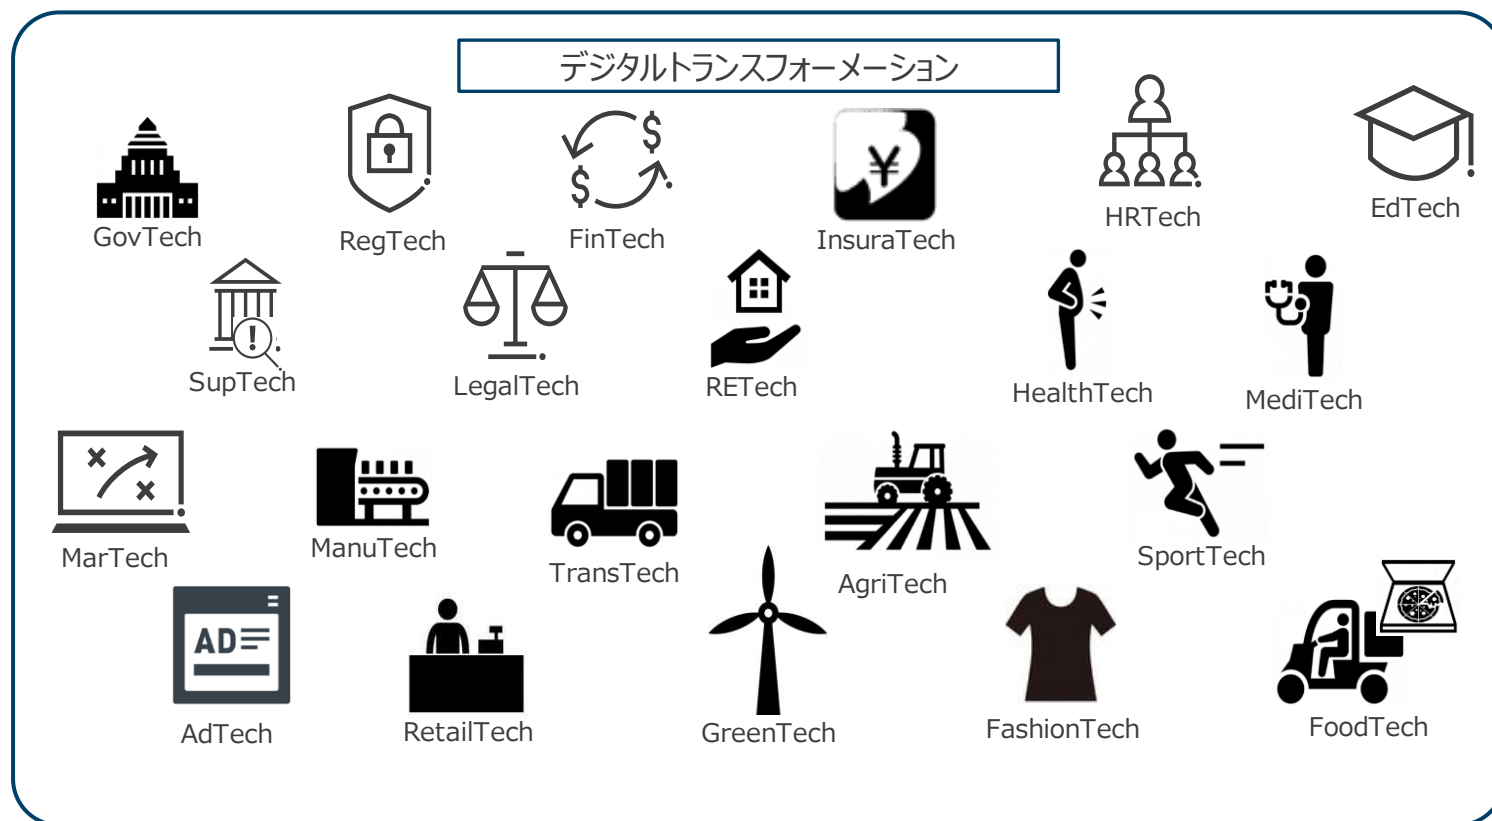 デジタルトランスフォーメーション
GovTech
RegTech
$
$
FinTech
¥
InsuraTech
HRTech
EdTech
!
SupTech
LegalTech
RETech
HealthTech
MediTech
MarTech
ManuTech
TransTech
AgriTech
SportTech
AD
AdTech
RetailTech
GreenTech
FashionTech
FoodTech